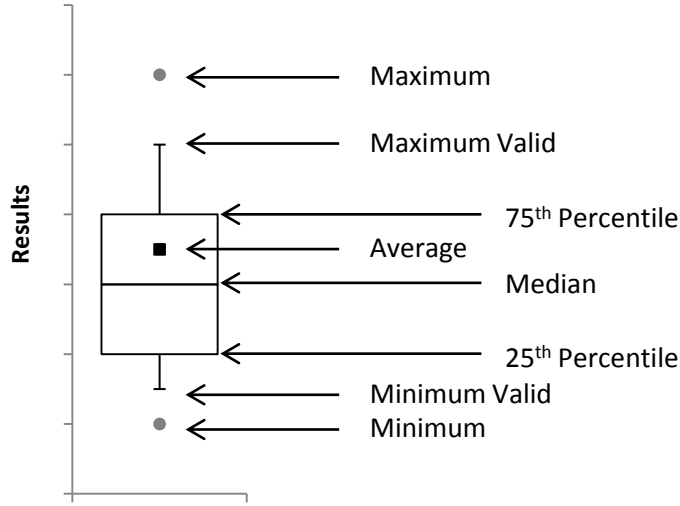 Maximum
Maximum Valid
75th Percentile
Results
Average
Median
25th Percentile
Minimum Valid
Minimum